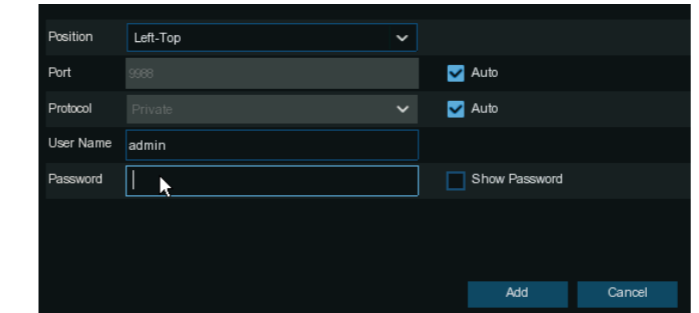 Position Left-Top
Port 9988 Auto
Protocol Private Auto
User Name admin
Password Show Password
Add Cancel